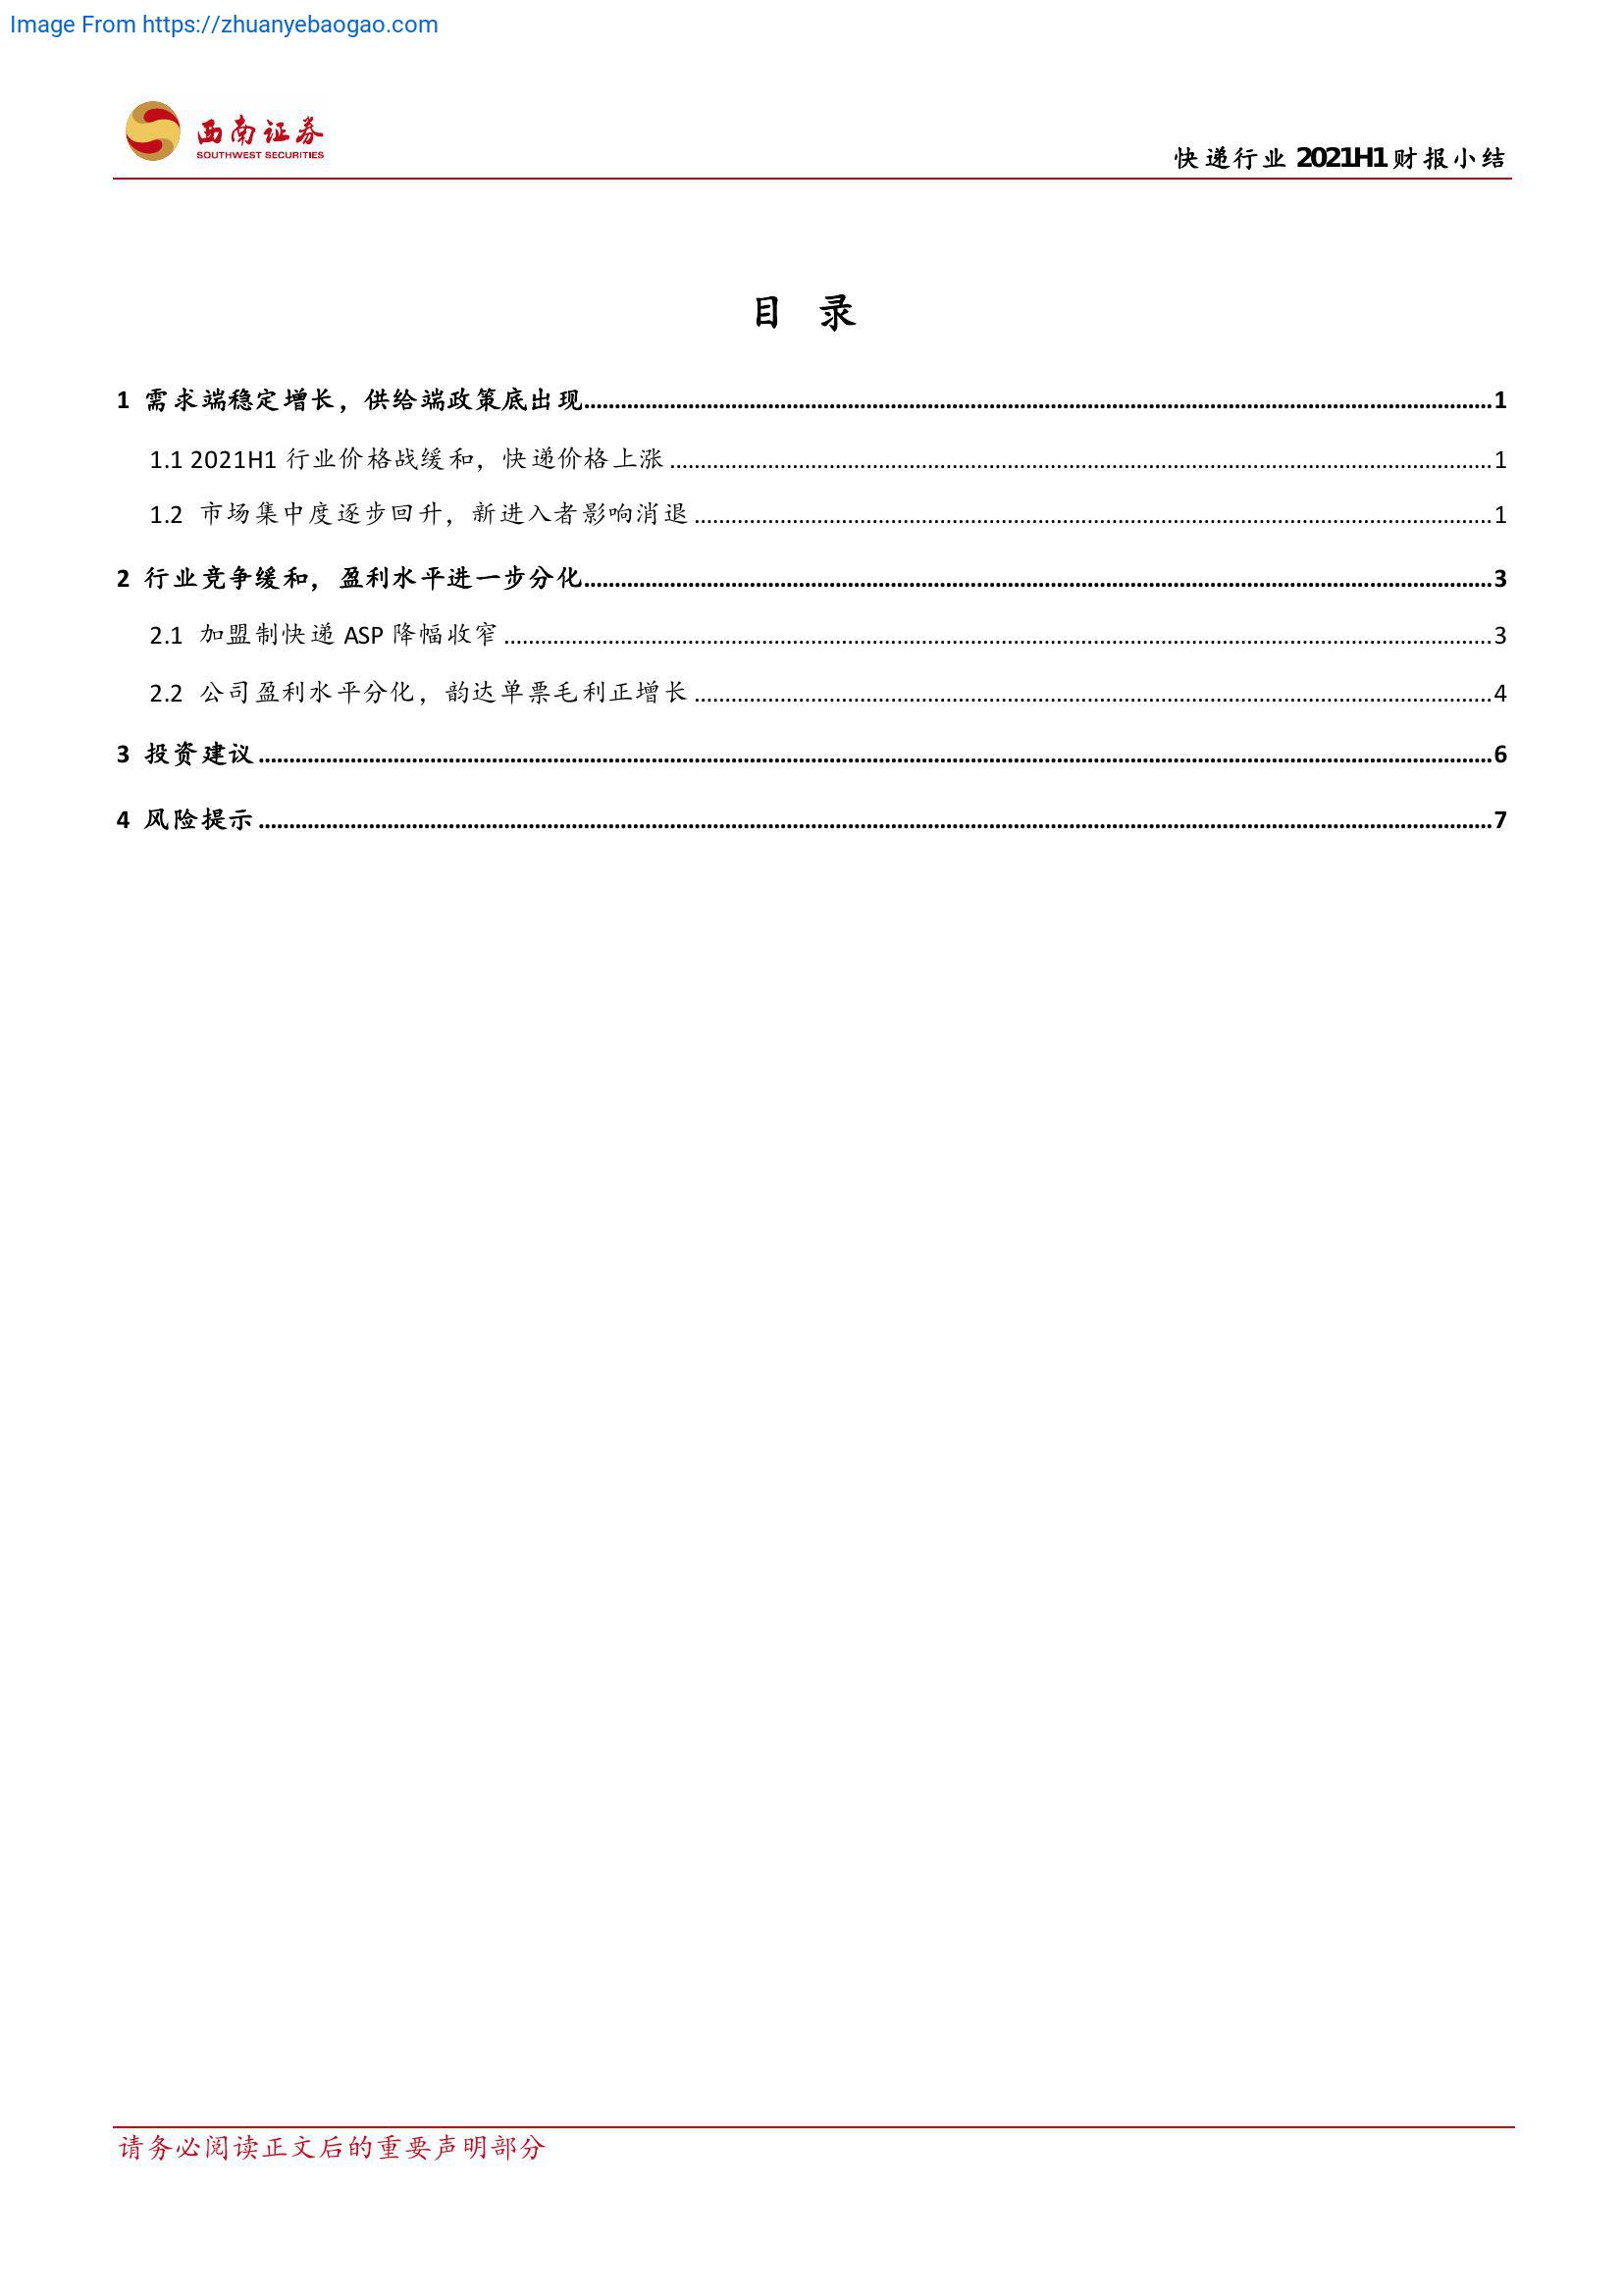 Image From https://zhuanyebaogao.com
西南证券
SOUTHWEST SECURITIES
快递行业 2021H1 财报小结
目 录
1 需求端稳定增长，供给端政策底出现........................................................1
1.1 2021H1 行业价格战缓和，快递价格上涨........................................................1
1.2 市场集中度逐步回升，新进入者影响消退........................................................1
2 行业竞争缓和，盈利水平进一步分化........................................................3
2.1 加盟制快递 ASP 降幅收窄........................................................3
2.2 公司盈利水平分化，韵达单票毛利正增长........................................................4
3 投资建议........................................................6
4 风险提示........................................................7
请务必阅读正文后的重要声明部分